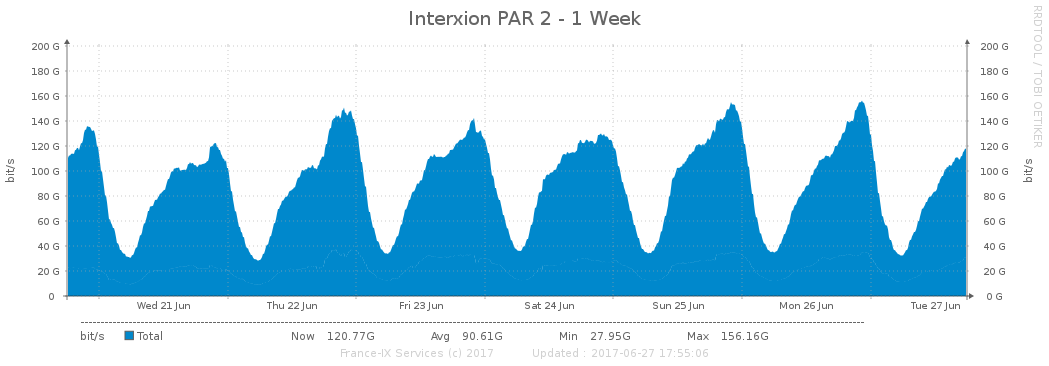 Interxion PAR 2 - 1 Week
RRDTOOL / TOBI OETIKER
200 G 200 G
180 G 180 G
160 G 160 G
140 G 140 G
120 G 120 G
100 G 100 G
80 G 80 G
60 G 60 G
40 G 40 G
20 G 20 G
0 0 G
bit/s
bit/s
Wed 21 Jun Thu 22 Jun Fri 23 Jun Sat 24 Jun Sun 25 Jun Mon 26 Jun Tue 27 Jun
bit/s Total Now 120.77G Avg 90.61G Min 27.95G Max 156.16G
France-IX Services (c) 2017 Updated : 2017-06-27 17:55:06